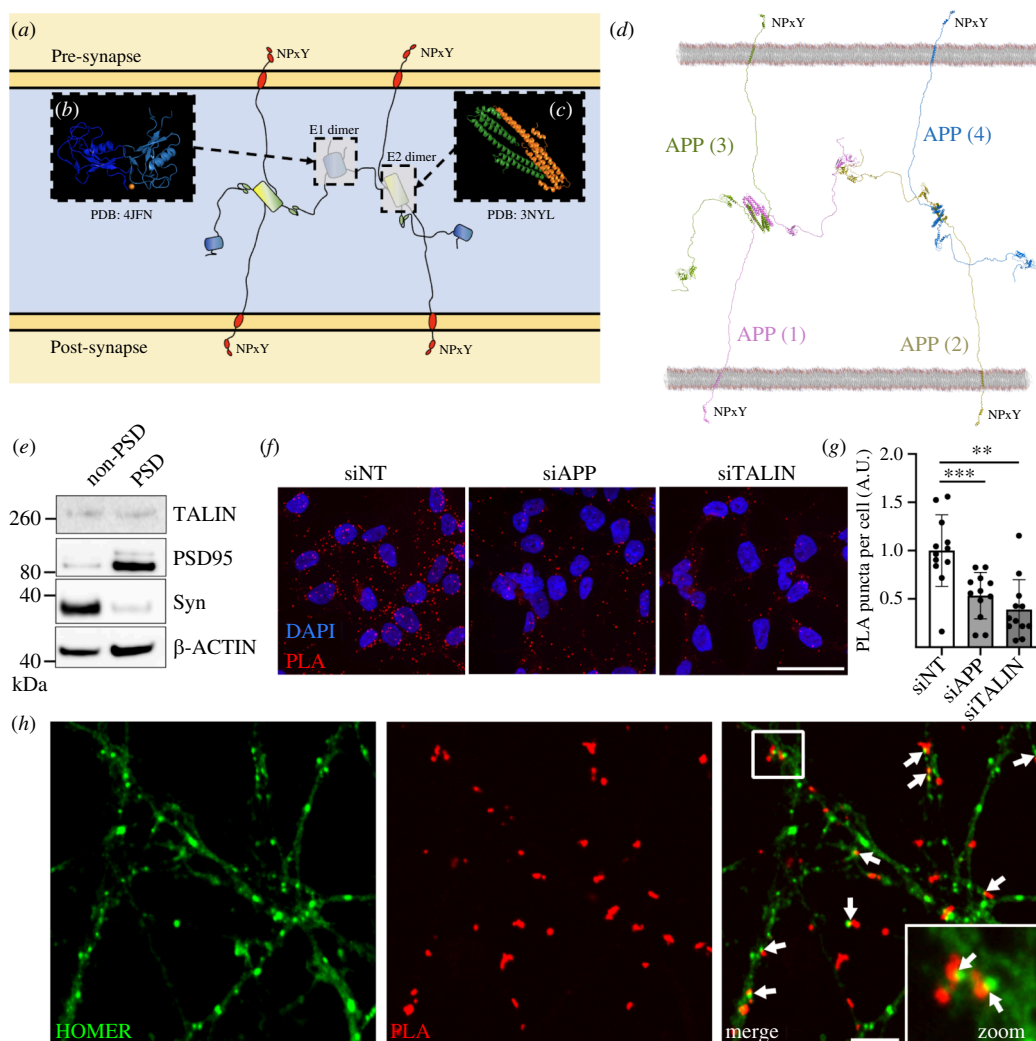 (a)
Pre-synapse
NPxY
NPxY
(b)
(c)
E1 dimer
E2 dimer
PDB: 4JFN
PDB: 3NYL
Post-synapse
NPxY
NPxY
(d)
NPxY
NPxY
APP (3)
APP (4)
APP (1)
APP (2)
NPxY
NPxY
(e)
non-PSD
PSD
260
TALIN
80
PSD95
40
Syn
40
β-ACTIN
kDa
(f)
siNT
siAPP
siTALIN
DAPI
PLA
(g)
PLA puncta per cell (A.U.)
2.0
1.5
1.0
0.5
**
***
siNT
siAPP
siTALIN
(h)
HOMER
PLA
merge
zoom